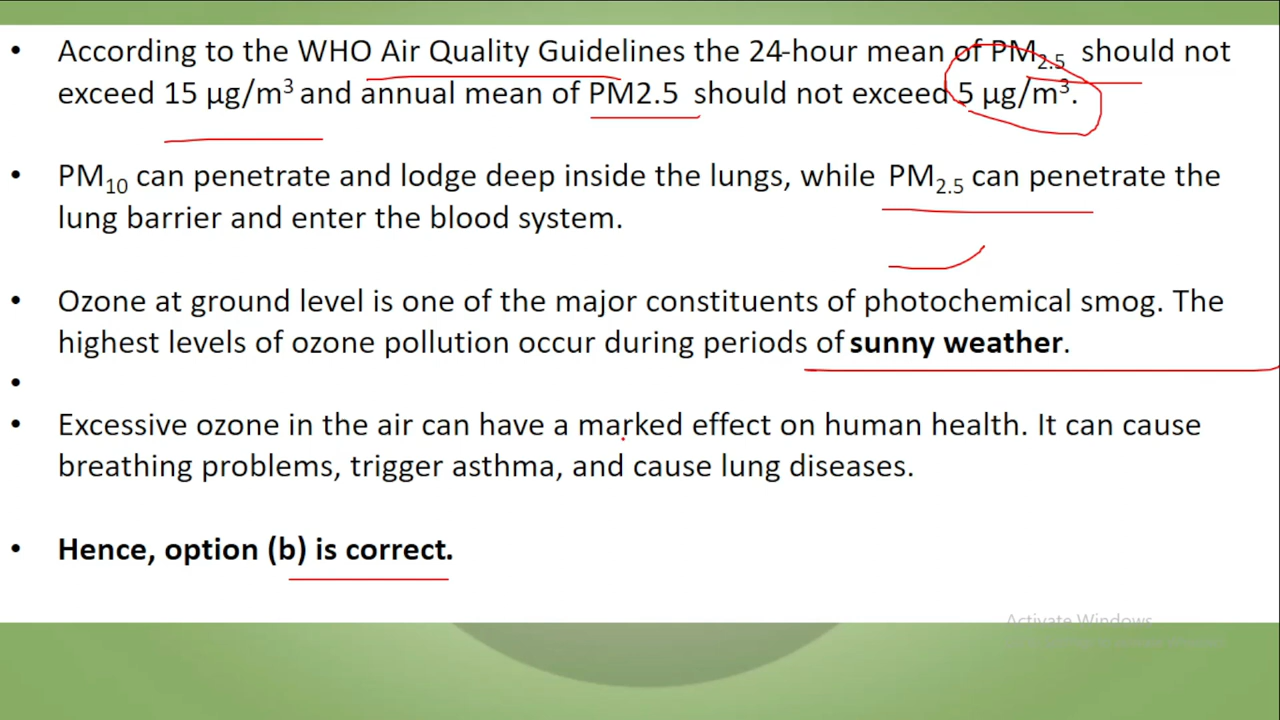 • According to the WHO Air Quality Guidelines the 24-hour mean of PM₂.₅ should not
exceed 15 µg/m³ and annual mean of PM2.5 should not exceed 5 µg/m³.
• PM₁₀ can penetrate and lodge deep inside the lungs, while PM₂.₅ can penetrate the
lung barrier and enter the blood system.
• Ozone at ground level is one of the major constituents of photochemical smog. The
highest levels of ozone pollution occur during periods of sunny weather.
•
• Excessive ozone in the air can have a marked effect on human health. It can cause
breathing problems, trigger asthma, and cause lung diseases.
• Hence, option (b) is correct.
Activate Windows